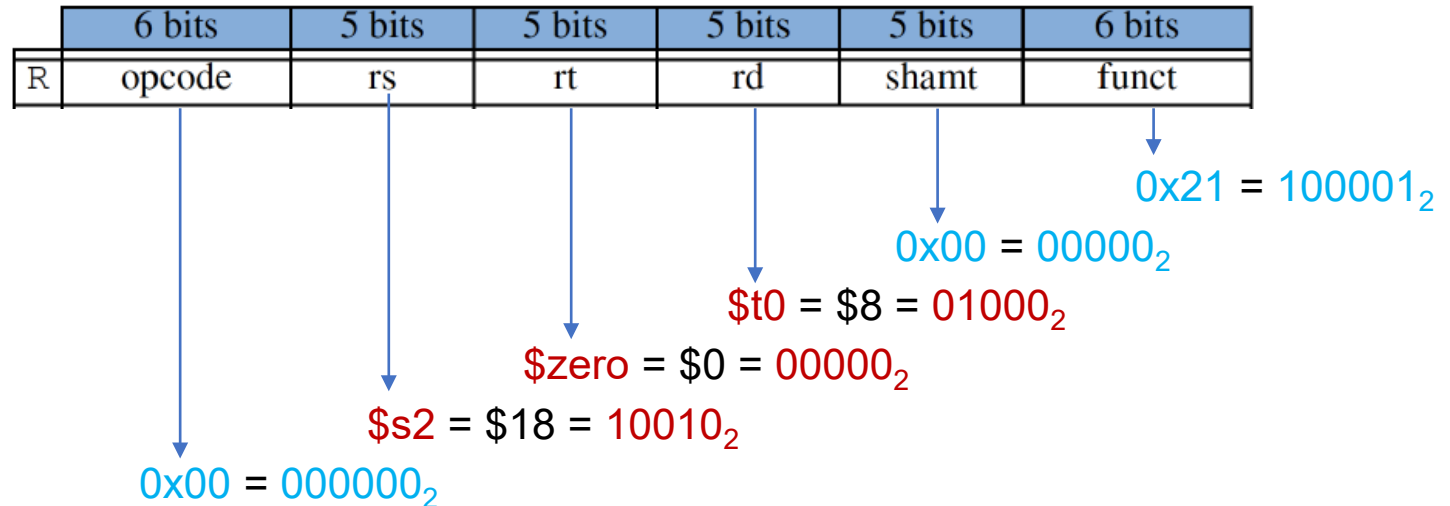 6 bits 5 bits 5 bits 5 bits 5 bits 6 bits
R opcode rs rt rd shamt funct
0x21 = 100001₂
0x00 = 00000₂
$t0 = $8 = 01000₂
$zero = $0 = 00000₂
$s2 = $18 = 10010₂
0x00 = 000000₂